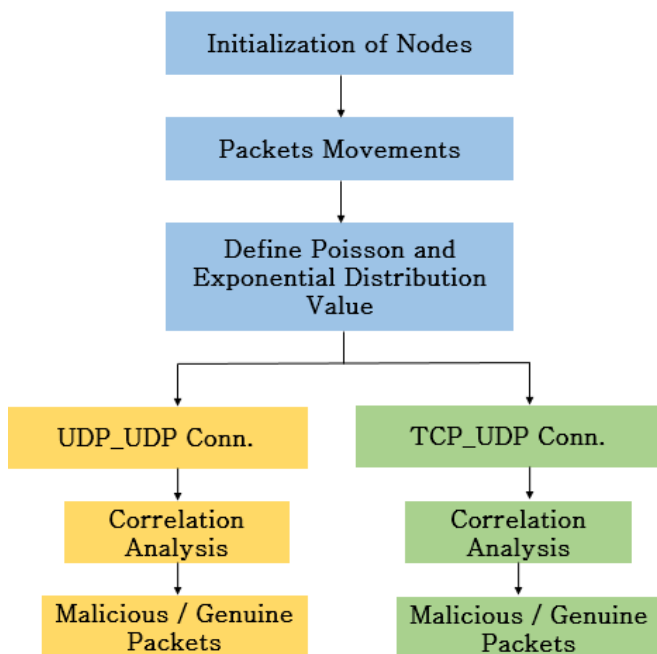 Initialization of Nodes
Packets Movements
Define Poisson and
Exponential Distribution
Value
UDP_UDP Conn.
TCP_UDP Conn.
Correlation
Analysis
Correlation
Analysis
Malicious / Genuine
Packets
Malicious / Genuine
Packets